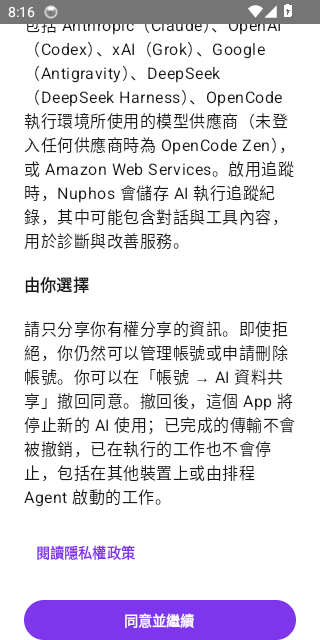 8:16
包括 Anthropic（Claude）、OpenAI
（Codex）、xAI（Grok）、Google
（Antigravity）、DeepSeek
（DeepSeek Harness）、OpenCode
執行環境所使用的模型供應商（未登
入任何供應商時為 OpenCode Zen），
或 Amazon Web Services。啟用追蹤
時，Nuphos 會儲存 AI 執行追蹤紀
錄，其中可能包含對話與工具內容，
用於診斷與改善服務。
由你選擇
請只分享你有權分享的資訊。即使拒
絕，你仍然可以管理帳號或申請刪除
帳號。你可以在「帳號 → AI 資料共
享」撤回同意。撤回後，這個 App 將
停止新的 AI 使用；已完成的傳輸不會
被撤銷，已在執行的工作也不會停
止，包括在其他裝置上或由排程
Agent 啟動的工作。
閱讀隱私權政策
同意並繼續